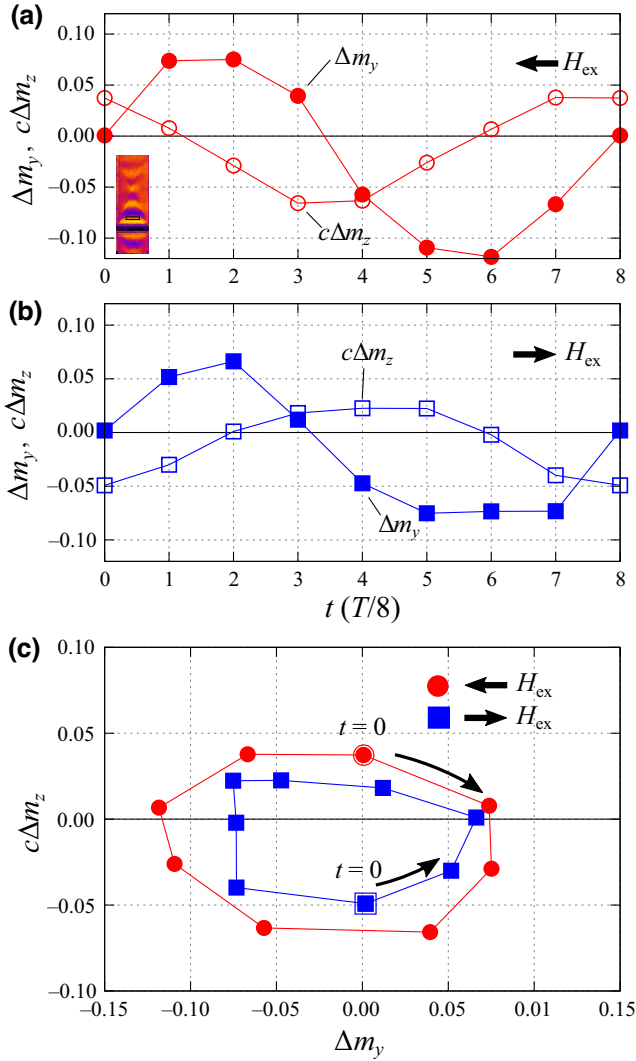 (a)
Δm_y, cΔm_z
0.10
0.05
0.00
−0.05
−0.10
Δm_y
H_ex
cΔm_z
0 1 2 3 4 5 6 7 8
(b)
Δm_y, cΔm_z
0.10
0.05
0.00
−0.05
−0.10
cΔm_z
H_ex
Δm_y
0 1 2 3 4 5 6 7 8
t (T/8)
(c)
cΔm_z
0.10
0.05
0.00
−0.05
−0.10
H_ex
H_ex
t = 0
t = 0
−0.15 −0.10 −0.05 0.00 0.05 0.10 0.15
Δm_y